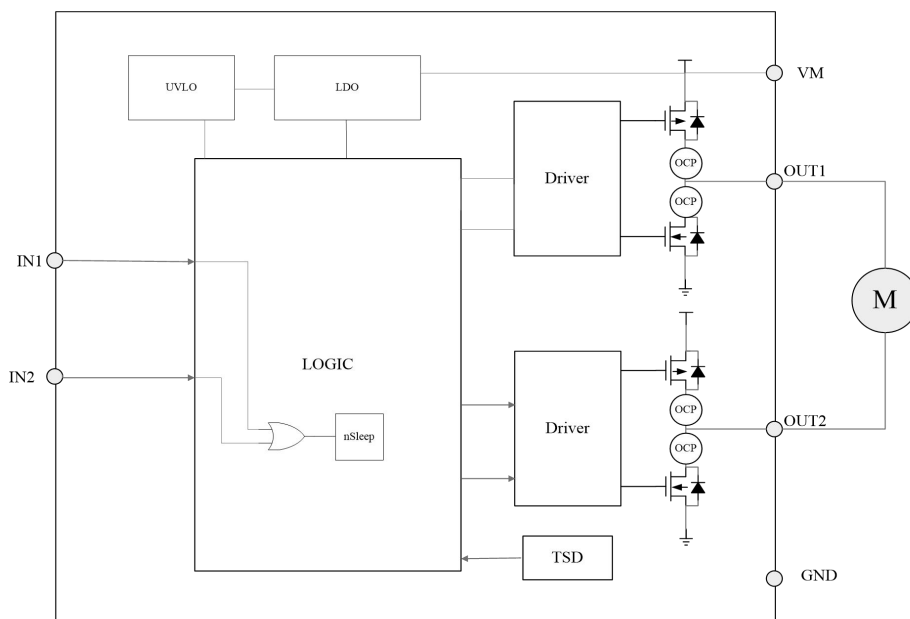 VM
UVLO
LDO
Driver
OCP
OUT1
OCP
IN1
M
LOGIC
IN2
OCP
OUT2
Driver
nSleep
OCP
TSD
GND